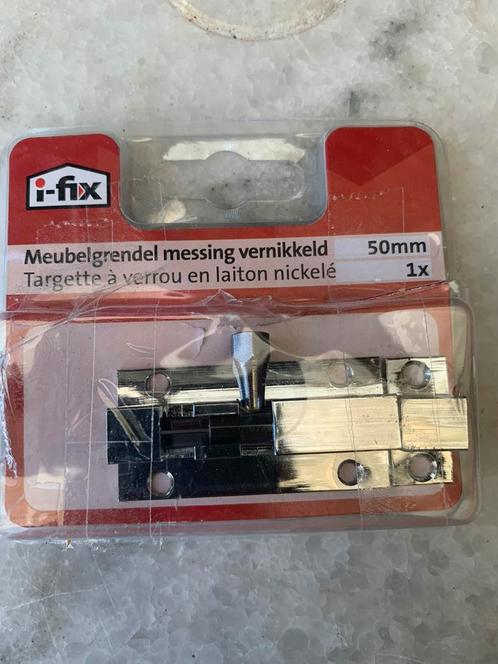 i-fix
Meubelgrendel messing vernikkeld 50mm
Targette à verrou en laiton nickelé 1x